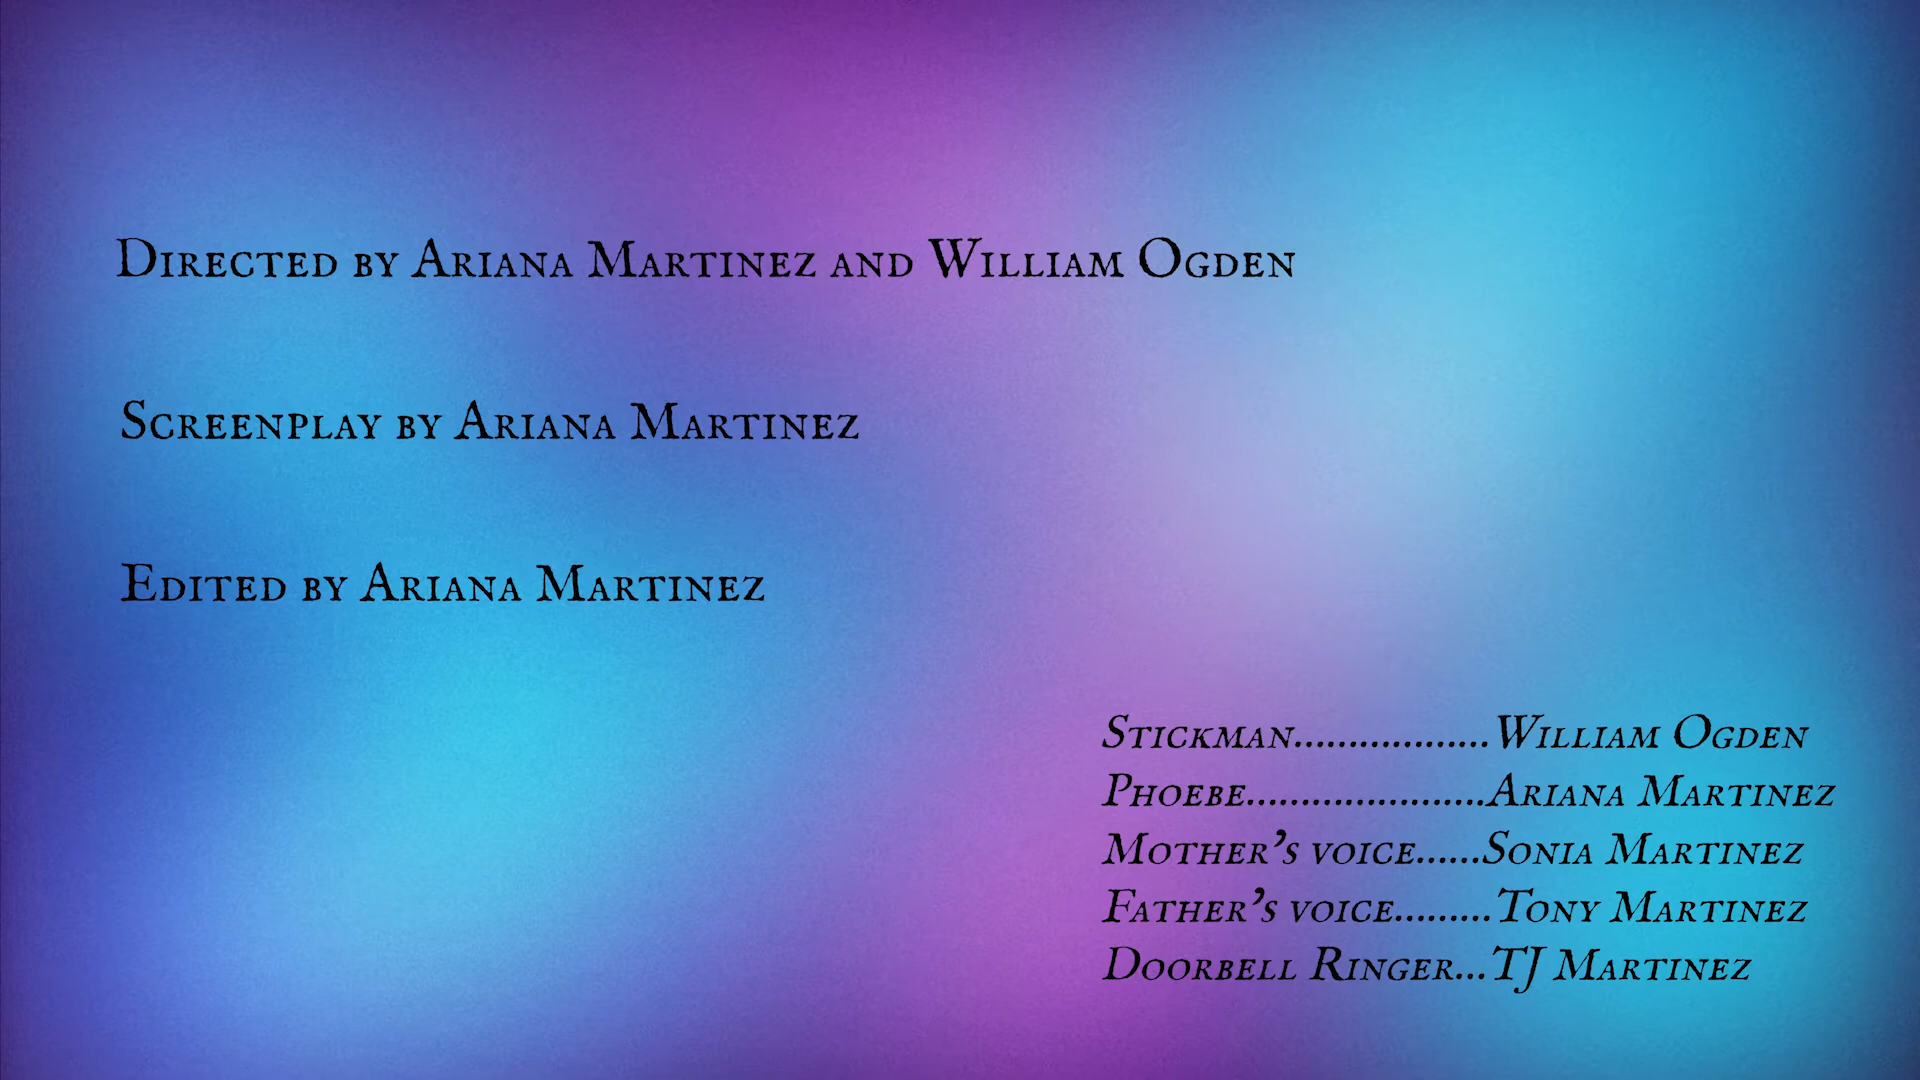 Directed by Ariana Martinez and William Ogden
Screenplay by Ariana Martinez
Edited by Ariana Martinez
Stickman..................William Ogden
Phoebe......................Ariana Martinez
Mother's voice......Sonia Martinez
Father's voice.........Tony Martinez
Doorbell Ringer...TJ Martinez